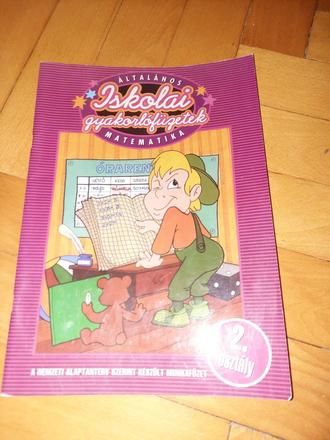 ÁLTALÁNOS
Iskolai
gyakorlófüzetek
MATEMATIKA
ÓRAREND
2.
osztály
A NEMZETI ALAPTANTERV SZERINT KÉSZÜLT MUNKAFÜZET